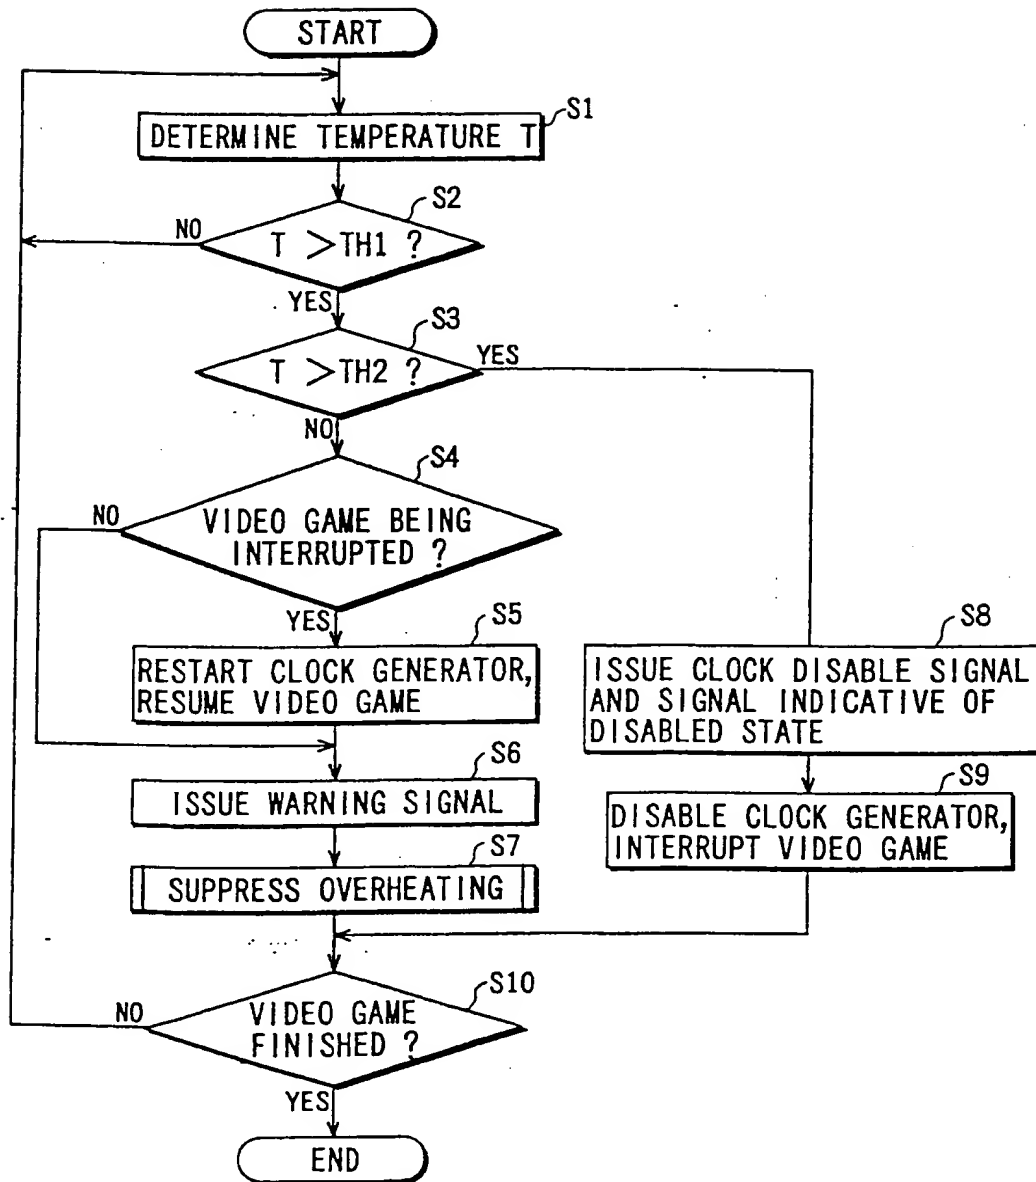 START
S1
DETERMINE TEMPERATURE T
S2
NO
T > TH1 ?
YES
S3
T > TH2 ?
YES
NO
S4
NO
VIDEO GAME BEING
INTERRUPTED ?
YES
S5
RESTART CLOCK GENERATOR,
RESUME VIDEO GAME
S8
ISSUE CLOCK DISABLE SIGNAL
AND SIGNAL INDICATIVE OF
DISABLED STATE
S6
ISSUE WARNING SIGNAL
S9
DISABLE CLOCK GENERATOR,
INTERRUPT VIDEO GAME
S7
SUPPRESS OVERHEATING
S10
NO
VIDEO GAME
FINISHED ?
YES
END